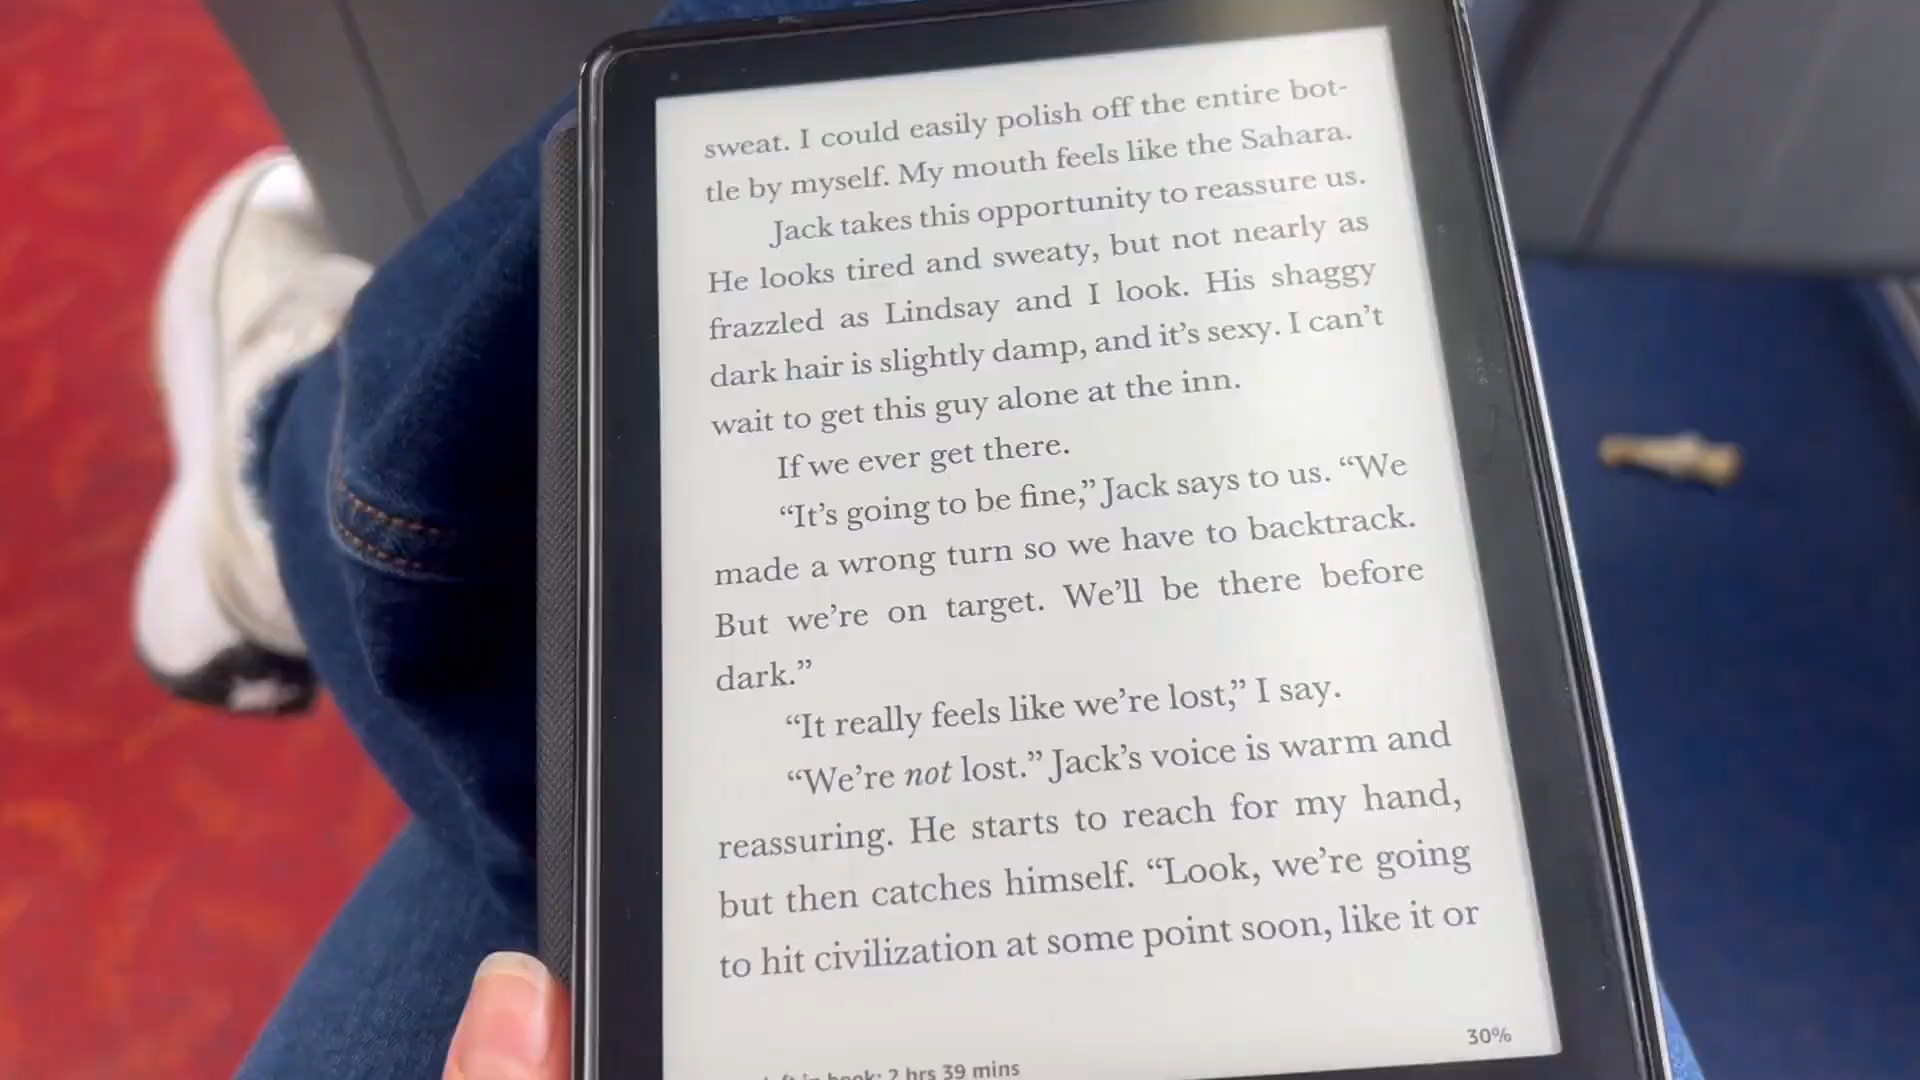 sweat. I could easily polish off the entire bot-
tle by myself. My mouth feels like the Sahara.
Jack takes this opportunity to reassure us.
He looks tired and sweaty, but not nearly as
frazzled as Lindsay and I look. His shaggy
dark hair is slightly damp, and it’s sexy. I can’t
wait to get this guy alone at the inn.
If we ever get there.
“It’s going to be fine,” Jack says to us. “We
made a wrong turn so we have to backtrack.
But we’re on target. We’ll be there before
dark.”
“It really feels like we’re lost,” I say.
“We’re not lost.” Jack’s voice is warm and
reassuring. He starts to reach for my hand,
but then catches himself. “Look, we’re going
to hit civilization at some point soon, like it or
30%
in book: 2 hrs 39 mins